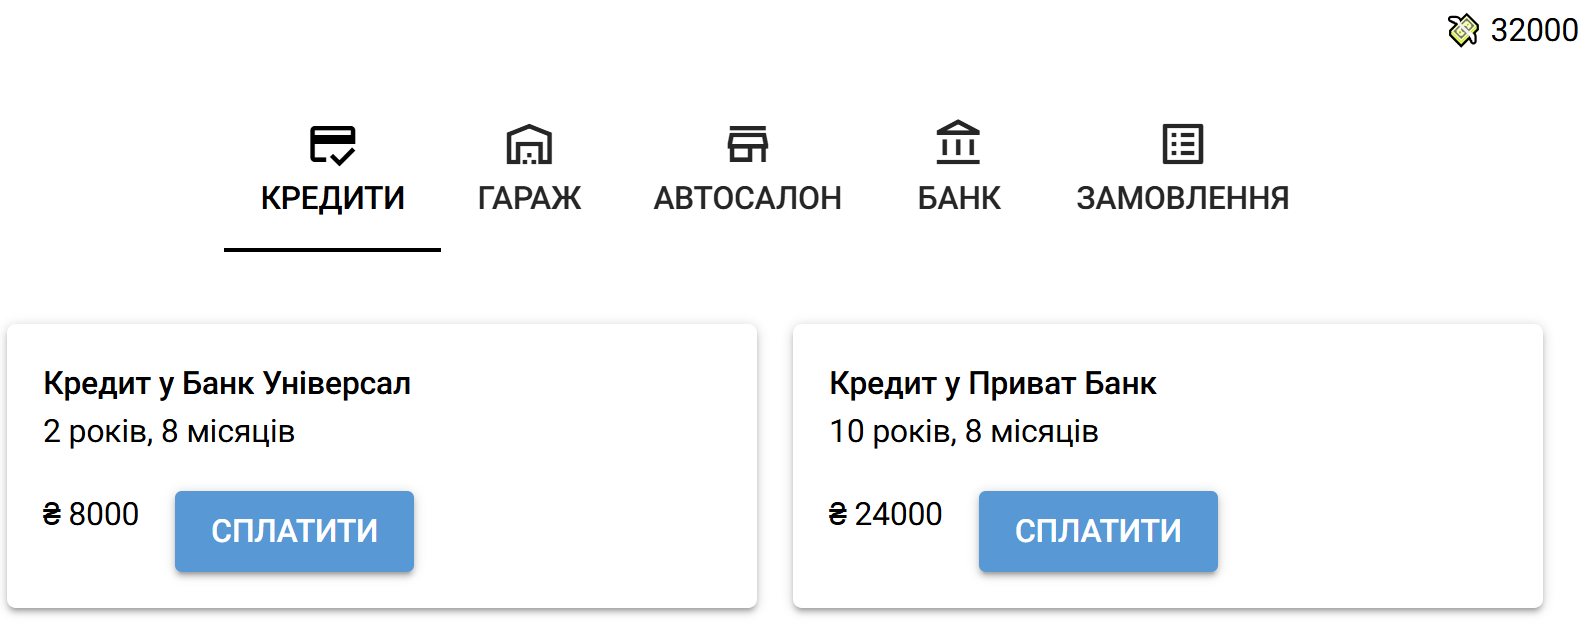 32000
КРЕДИТИ ГАРАЖ АВТОСАЛОН БАНК ЗАМОВЛЕННЯ
Кредит у Банк Універсал
2 років, 8 місяців
₴ 8000 СПЛАТИТИ
Кредит у Приват Банк
10 років, 8 місяців
₴ 24000 СПЛАТИТИ